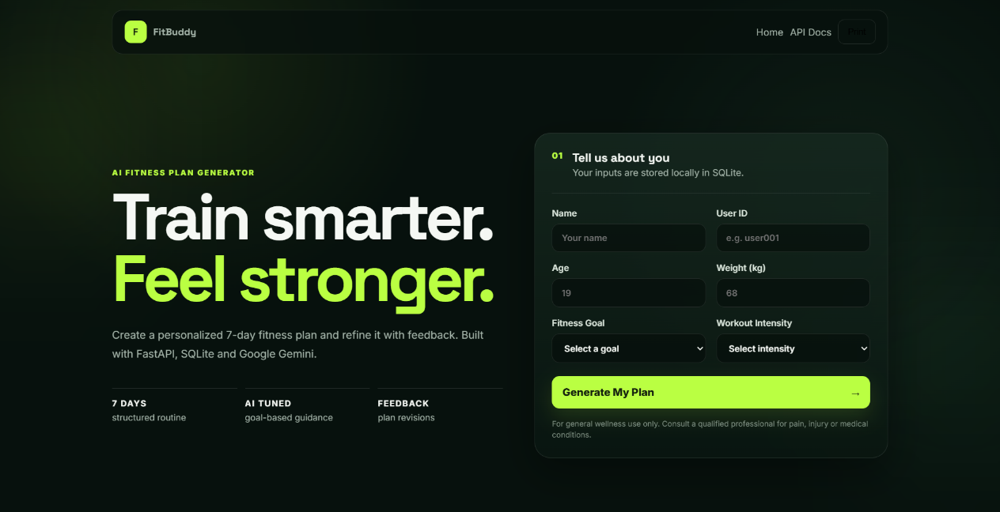 F FitBuddy
Home API Docs Print
AI FITNESS PLAN GENERATOR
Train smarter.
Feel stronger.
Create a personalized 7-day fitness plan and refine it with feedback. Built
with FastAPI, SQLite and Google Gemini.
7 DAYS
structured routine
AI TUNED
goal-based guidance
FEEDBACK
plan revisions
01 Tell us about you
Your inputs are stored locally in SQLite.
Name
Your name
User ID
e.g. user001
Age
19
Weight (kg)
68
Fitness Goal
Select a goal
Workout Intensity
Select intensity
Generate My Plan →
For general wellness use only. Consult a qualified professional for pain, injury or medical
conditions.